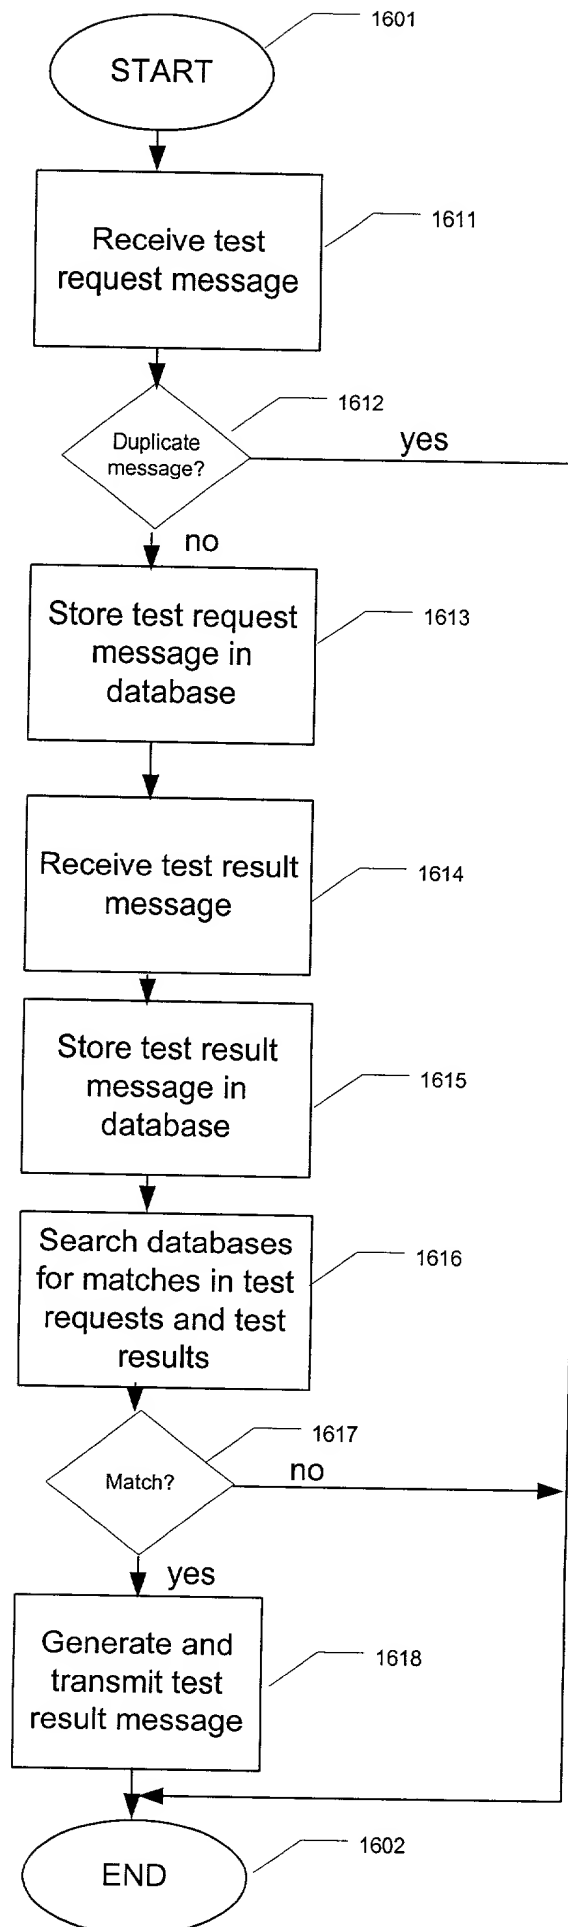 1601
START
1611
Receive test
request message
1612
Duplicate
message?
yes
no
Store test request
message in
database
1613
Receive test result
message
1614
Store test result
message in
database
1615
Search databases
for matches in test
requests and test
results
1616
1617
Match?
no
yes
Generate and
transmit test
result message
1618
END
1602